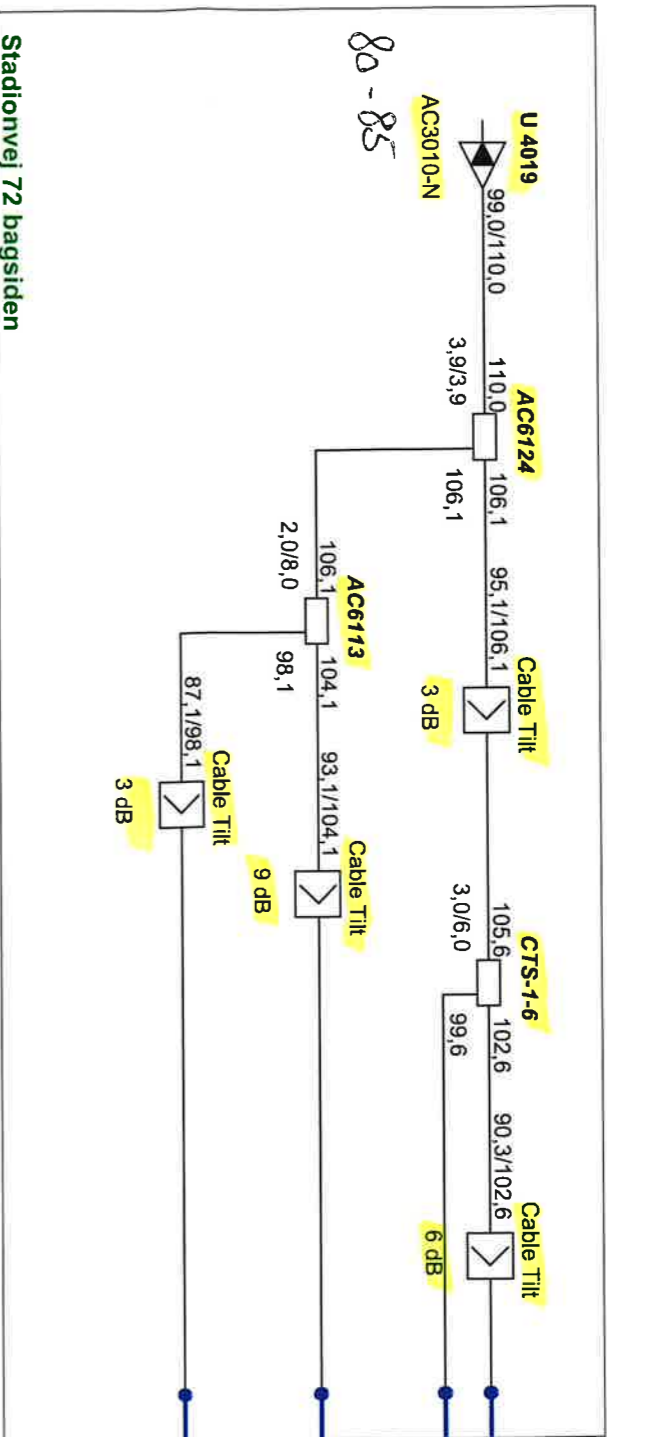 U 4019
AC3010-N
80 - 85
99,0/110,0
AC6124
110,0
3,9/3,9
106,1
106,1
95,1/106,1
Cable Tilt
3 dB
CTS-1-6
105,6
3,0/6,0
102,6
99,6
90,3/102,6
Cable Tilt
6 dB
AC6113
106,1
2,0/8,0
104,1
98,1
93,1/104,1
Cable Tilt
9 dB
87,1/98,1
Cable Tilt
3 dB
Stadionvej 72 bagsiden